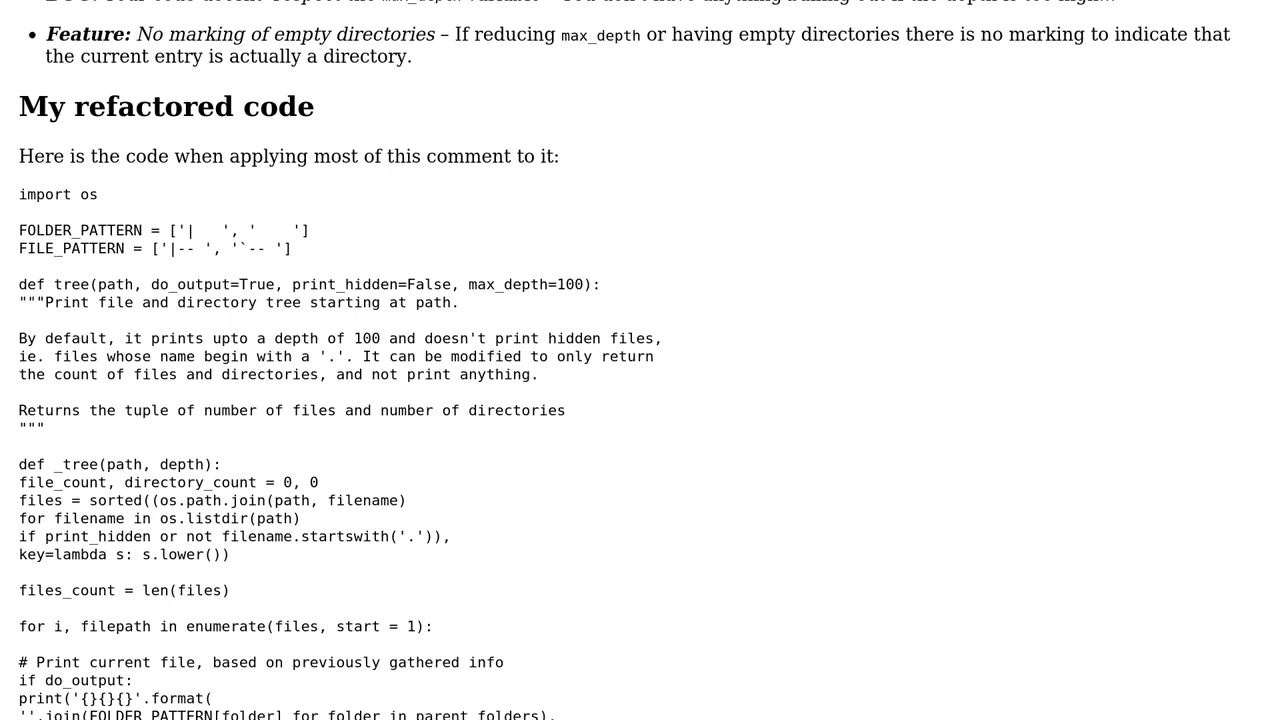 • Feature: No marking of empty directories – If reducing max_depth or having empty directories there is no marking to indicate that
the current entry is actually a directory.
My refactored code
Here is the code when applying most of this comment to it:
import os
FOLDER_PATTERN = ['|   ', '    ']
FILE_PATTERN = ['|-- ', '`-- ']
def tree(path, do_output=True, print_hidden=False, max_depth=100):
"""Print file and directory tree starting at path.
By default, it prints upto a depth of 100 and doesn't print hidden files,
ie. files whose name begin with a '.'. It can be modified to only return
the count of files and directories, and not print anything.
Returns the tuple of number of files and number of directories
"""
def _tree(path, depth):
file_count, directory_count = 0, 0
files = sorted((os.path.join(path, filename)
for filename in os.listdir(path)
if print_hidden or not filename.startswith('.')),
key=lambda s: s.lower())
files_count = len(files)
for i, filepath in enumerate(files, start = 1):
# Print current file, based on previously gathered info
if do_output:
print('{}{}{}'.format(
''.join(FOLDER_PATTERN[folder] for folder in parent_folders),